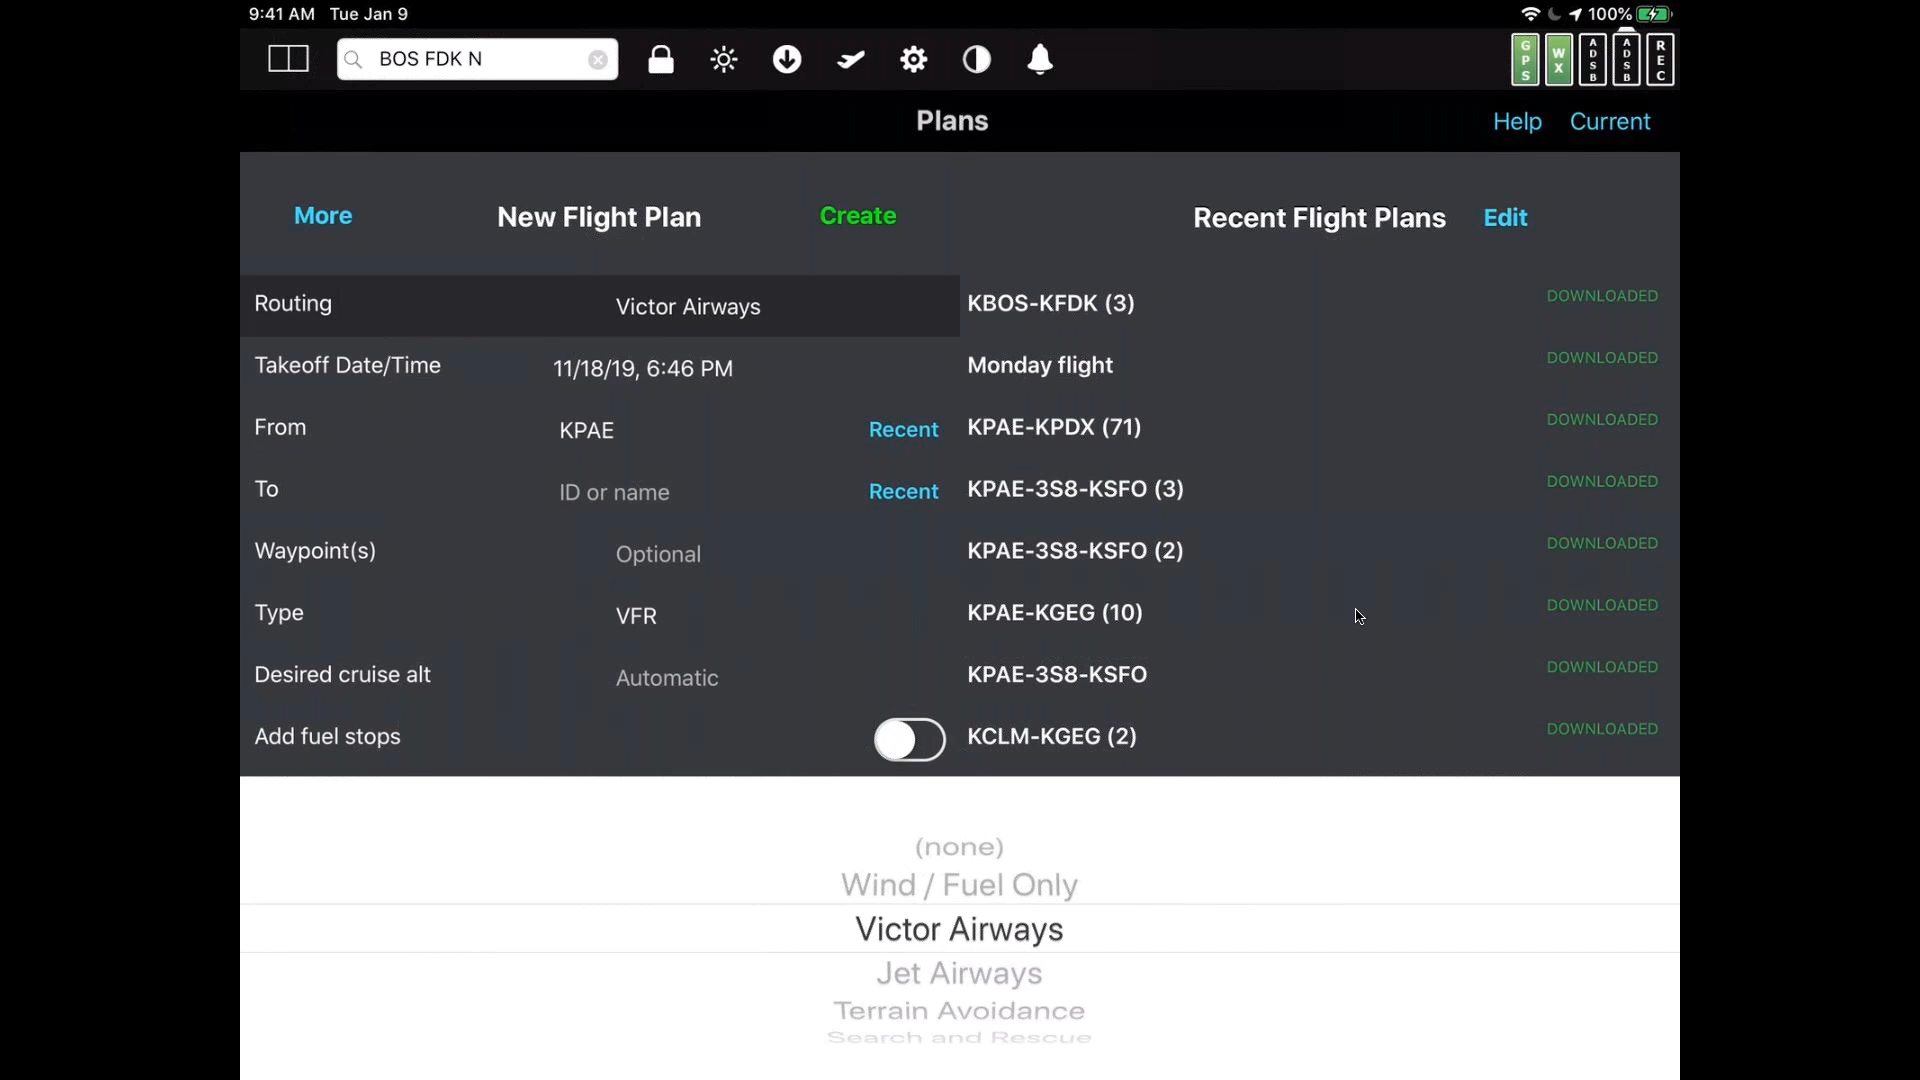 9:41 AM Tue Jan 9
100%
BOS FDK N
GPS
WX
ADSB
ADSB
REC
Plans
Help
Current
More
New Flight Plan
Create
Recent Flight Plans
Edit
Routing
Victor Airways
Takeoff Date/Time
11/18/19, 6:46 PM
From
KPAE
Recent
To
ID or name
Recent
Waypoint(s)
Optional
Type
VFR
Desired cruise alt
Automatic
Add fuel stops
KBOS-KFDK (3)
DOWNLOADED
Monday flight
DOWNLOADED
KPAE-KPDX (71)
DOWNLOADED
KPAE-3S8-KSFO (3)
DOWNLOADED
KPAE-3S8-KSFO (2)
DOWNLOADED
KPAE-KGEG (10)
DOWNLOADED
KPAE-3S8-KSFO
DOWNLOADED
KCLM-KGEG (2)
DOWNLOADED
(none)
Wind / Fuel Only
Victor Airways
Jet Airways
Terrain Avoidance
Search and Rescue